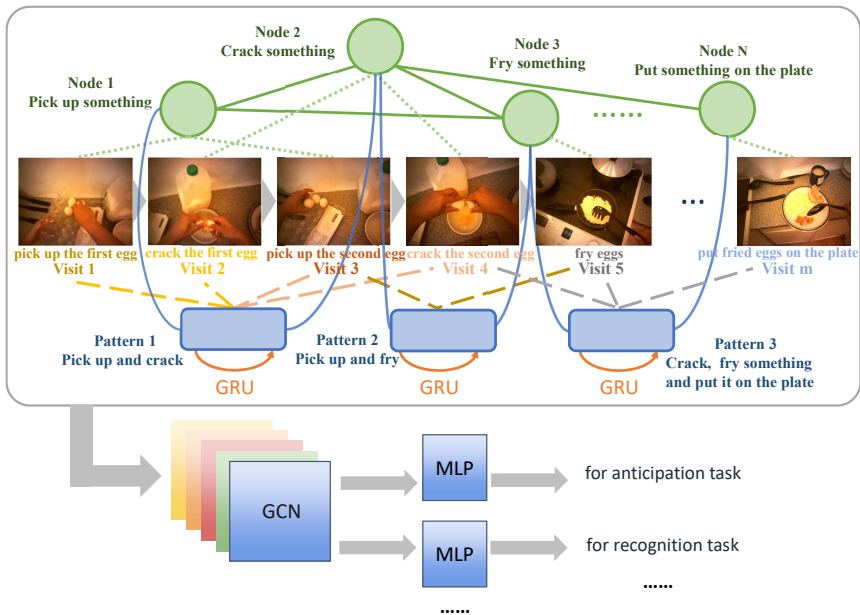 Node 2
Crack something
Node 3
Fry something
Node N
Put something on the plate
Node 1
Pick up something
......
...
pick up the first egg
Visit 1
crack the first egg
Visit 2
pick up the second egg
Visit 3
crack the second egg
Visit 4
fry eggs
Visit 5
put fried eggs on the plate
Visit m
Pattern 1
Pick up and crack
Pattern 2
Pick up and fry
Pattern 3
Crack, fry something
and put it on the plate
GRU
GRU
GRU
GCN
MLP
for anticipation task
MLP
for recognition task
......
......